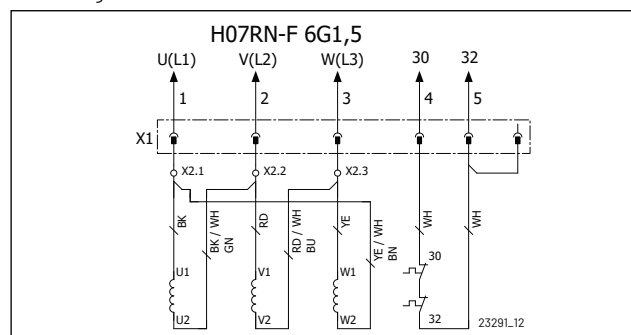 H07RN-F 6G1,5
U(L1) V(L2) W(L3) 30 32
1 2 3 4 5
X1
X2.1 X2.2 X2.3
BK BK / WH GN RD RD / WH BU YE YE / WH BN WH WH
U1 V1 W1 30
U2 V2 W2 32
23291_12